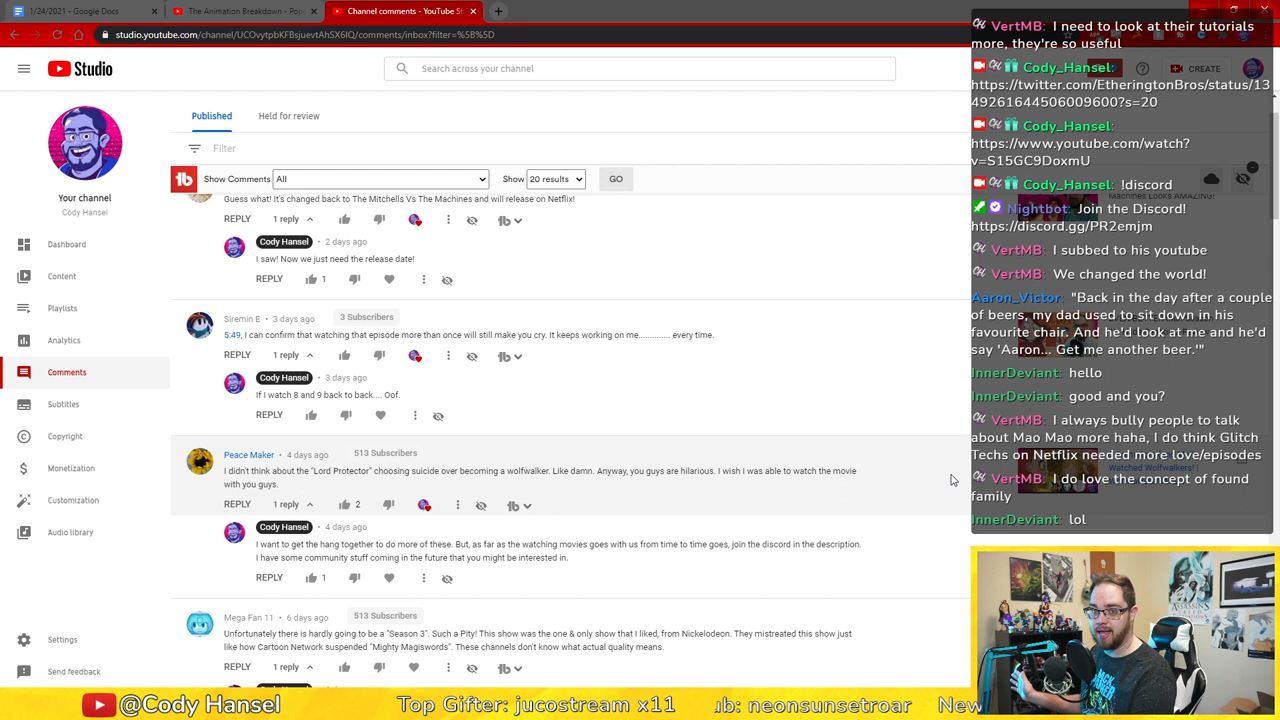 1/24/2021 - Google Docs
The Animation Breakdown - Po
Channel comments - YouTube St
studio.youtube.com/channel/UCOvytpbKFBsjuevtAhSX6IQ/comments/inbox?filter=%5B%5D
Studio
Search across your channel
CREATE
Your channel
Cody Hansel
Dashboard
Content
Playlists
Analytics
Comments
Subtitles
Copyright
Monetization
Customization
Audio library
Settings
Send feedback
Published
Held for review
Filter
Show Comments
All
Show
20 results
GO
Guess what! It's changed back to The Mitchells Vs The Machines and will release on Netflix!
REPLY 1 reply
Cody Hansel • 2 days ago
I saw! Now we just need the release date!
REPLY 1
Siremin E • 3 days ago 3 Subscribers
5:49, I can confirm that watching that episode more than once will still make you cry. It keeps working on me.............. every time.
REPLY 1 reply
Cody Hansel • 3 days ago
If I watch 8 and 9 back to back.... Oof.
REPLY
Peace Maker • 4 days ago 513 Subscribers
I didn't think about the "Lord Protector" choosing suicide over becoming a wolfwalker. Like damn. Anyway, you guys are hilarious. I wish I was able to watch the movie
with you guys.
REPLY 1 reply 2
Cody Hansel • 4 days ago
I want to get the hang together to do more of these. But, as far as the watching movies goes with us from time to time goes, join the discord in the description.
I have some community stuff coming in the future that you might be interested in.
REPLY 1
Mega Fan 11 • 6 days ago 513 Subscribers
Unfortunately there is hardly going to be a "Season 3". Such a Pity! This show was the one & only show that I liked, from Nickelodeon. They mistreated this show just
like how Cartoon Network suspended "Mighty Magiswords". These channels don't know what actual quality means.
REPLY 1 reply
Machines Looks AMAZING!
Watched Wolfwalkers!
VertMB: I need to look at their tutorials
more, they're so useful
Cody_Hansel:
https://twitter.com/EtheringtonBros/status/13
49261644506009600?s=20
Cody_Hansel:
https://www.youtube.com/watch?
v=S15GC9DoxmU
Cody_Hansel: !discord
Nightbot: Join the Discord!
https://discord.gg/PR2emjm
VertMB: I subbed to his youtube
VertMB: We changed the world!
Aaron_Victor: "Back in the day after a couple
of beers, my dad used to sit down in his
favourite chair. And he'd look at me and he'd
say 'Aaron... Get me another beer.'"
InnerDeviant: hello
InnerDeviant: good and you?
VertMB: I always bully people to talk
about Mao Mao more haha, I do think Glitch
Techs on Netflix needed more love/episodes
VertMB: I do love the concept of found
family
InnerDeviant: lol
@Cody Hansel
Top Gifter: jucostream x11
ub: neonsunsetroar
New